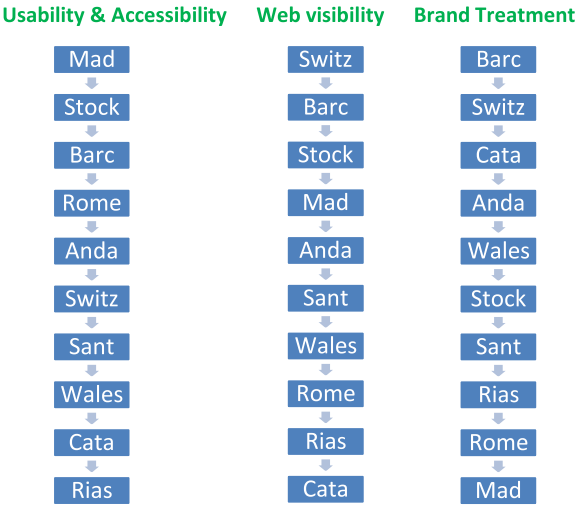 Usability & Accessibility
Mad
Stock
Barc
Rome
Anda
Switz
Sant
Wales
Cata
Rias
Web visibility
Switz
Barc
Stock
Mad
Anda
Sant
Wales
Rome
Rias
Cata
Brand Treatment
Barc
Switz
Cata
Anda
Wales
Stock
Sant
Rias
Rome
Mad